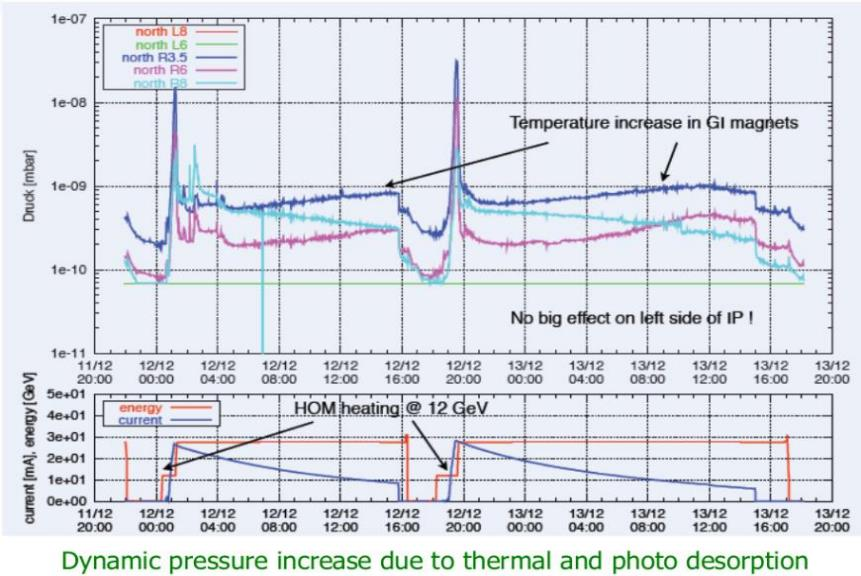 1e-07
north L8
north L6
north R3.5
north R6
north R8
1e-08
Temperature increase in GI magnets
Druck [mbar]
1e-09
1e-10
No big effect on left side of IP !
1e-11
11/12 12/12 12/12 12/12 12/12 12/12 12/12 13/12 13/12 13/12 13/12 13/12 13/12
20:00 00:00 04:00 08:00 12:00 16:00 20:00 00:00 04:00 08:00 12:00 16:00 20:00
current [mA], energy [GeV]
5e+01
energy
current
HOM heating @ 12 GeV
4e+01
3e+01
2e+01
1e+01
0e+00
11/12 12/12 12/12 12/12 12/12 12/12 12/12 13/12 13/12 13/12 13/12 13/12 13/12
20:00 00:00 04:00 08:00 12:00 16:00 20:00 00:00 04:00 08:00 12:00 16:00 20:00
Dynamic pressure increase due to thermal and photo desorption